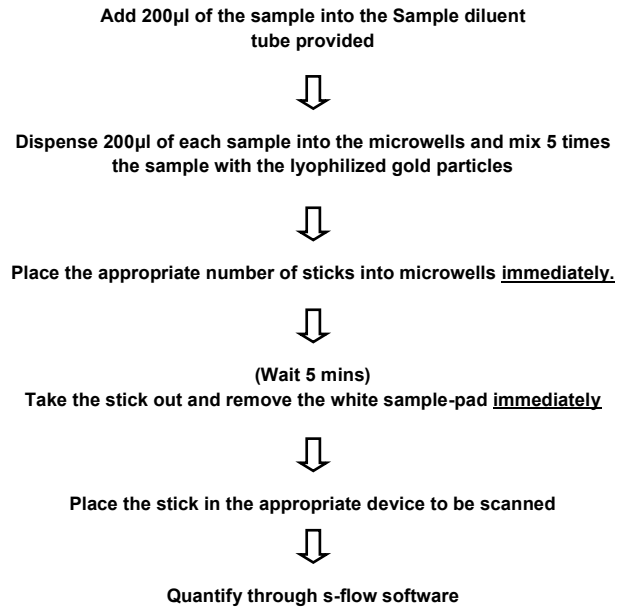 Add 200µl of the sample into the Sample diluent
tube provided
Dispense 200µl of each sample into the microwells and mix 5 times
the sample with the lyophilized gold particles
Place the appropriate number of sticks into microwells immediately.
(Wait 5 mins)
Take the stick out and remove the white sample-pad immediately
Place the stick in the appropriate device to be scanned
Quantify through s-flow software